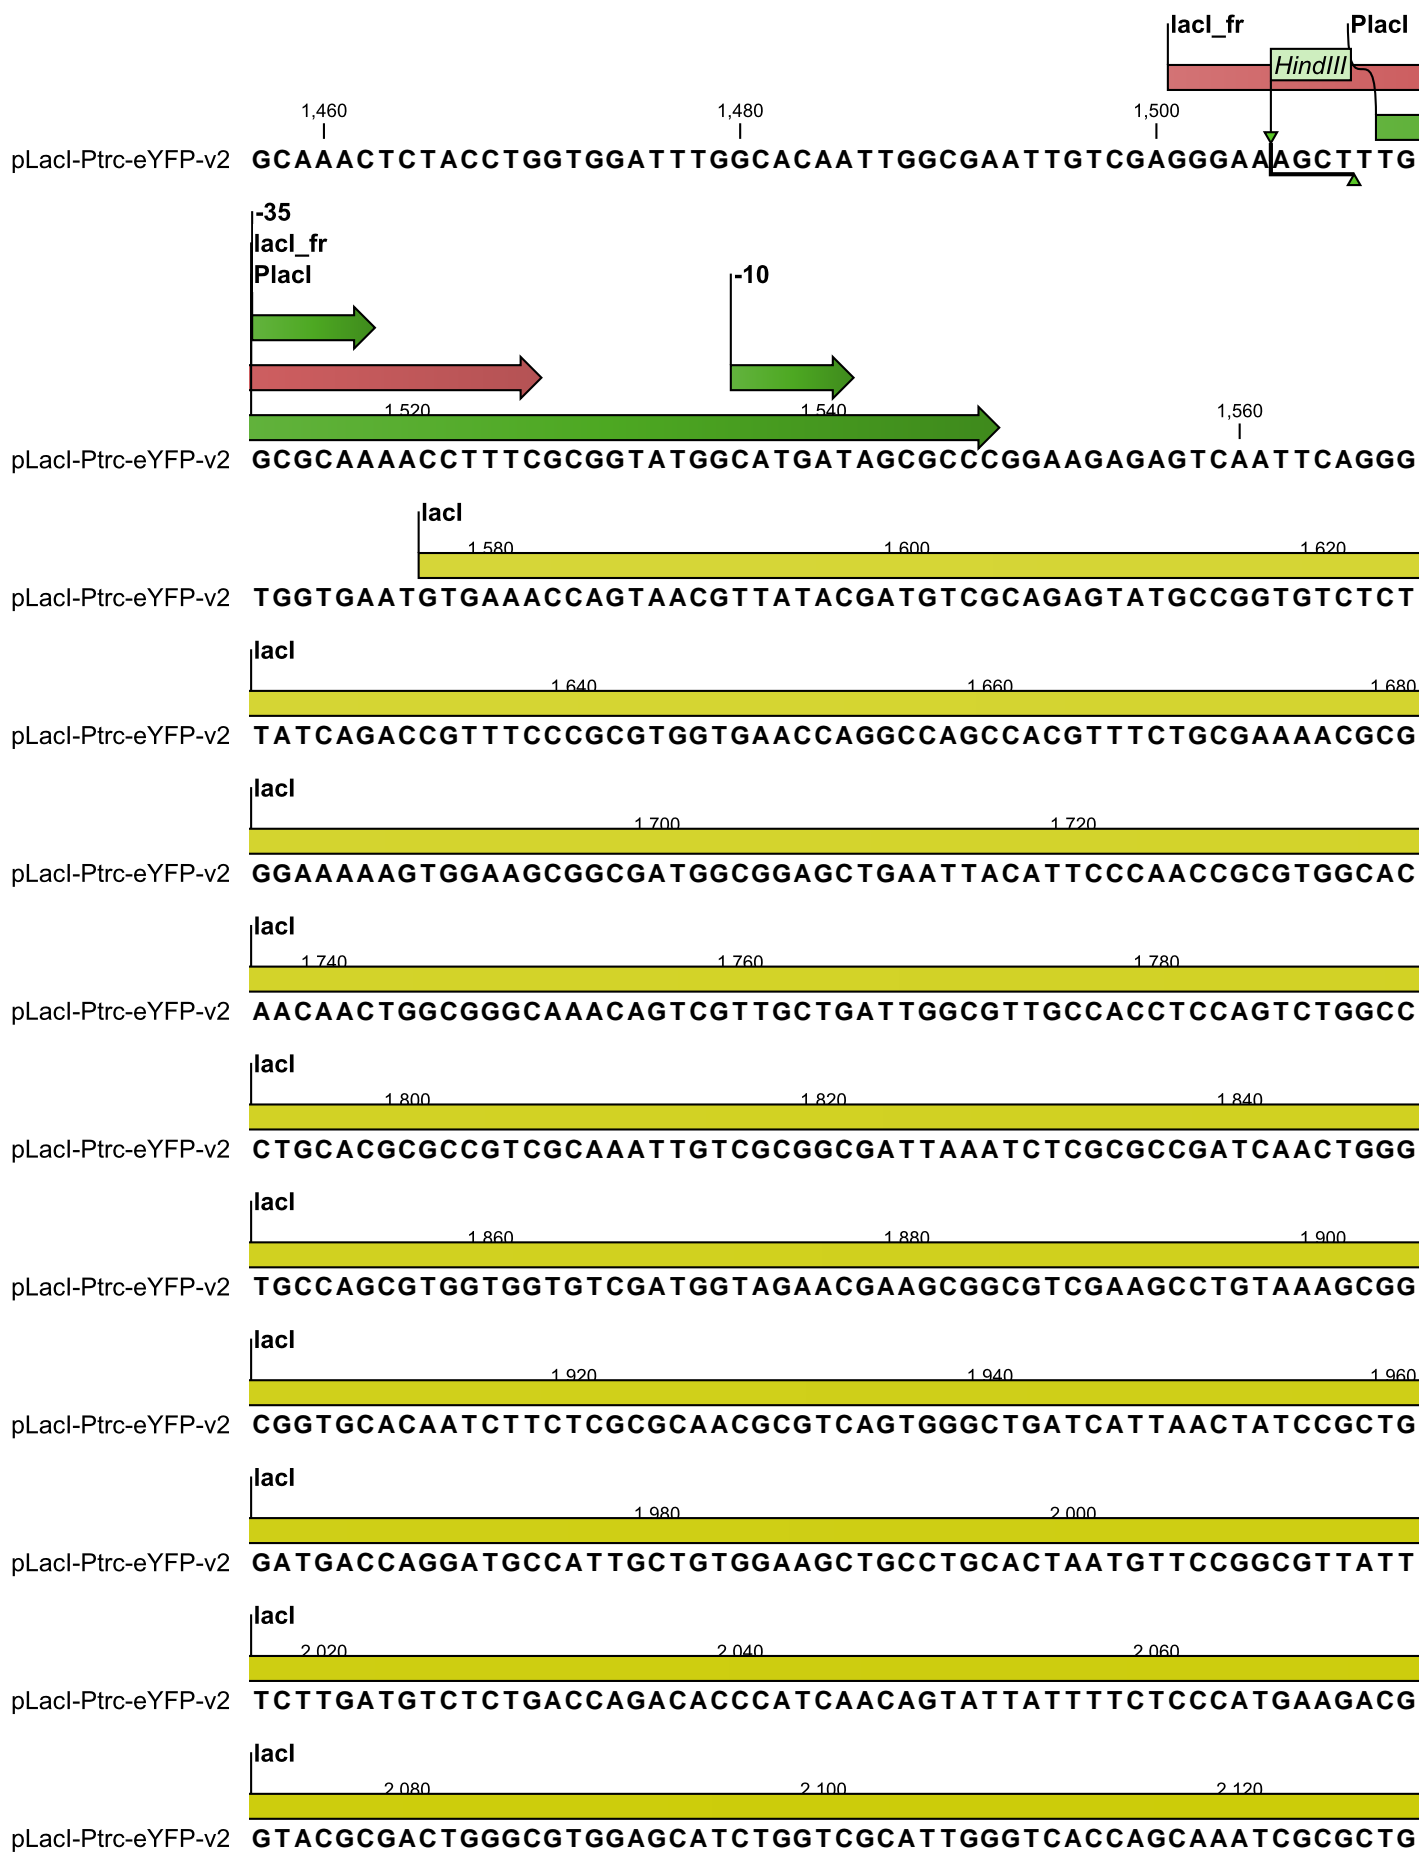 lacI_fr PlacI
HindIII
1,460 1,480 1,500
pLacI-Ptrc-eYFP-v2 GCAAACTCTACCTGGTGGATTTGGCACAATTGGCGAATTGTCGAGGGAAAGCTTTG
-35
lacI_fr
PlacI -10
1,520 1,540 1,560
pLacI-Ptrc-eYFP-v2 GCGCAAAACCTTTCGCGGTATGGCATGATAGCGCCCGGAAGAGAGTCAATTCAGGG
lacI
1,580 1,600 1,620
pLacI-Ptrc-eYFP-v2 TGGTGAATGTGAAACCAGTAACGTTATACGATGTCGCAGAGTATGCCGGTGTCTCT
lacI
1,640 1,660 1,680
pLacI-Ptrc-eYFP-v2 TATCAGACCGTTTCCCGCGTGGTGAACCAGGCCAGCCACGTTTCTGCGAAAACGCG
lacI
1,700 1,720
pLacI-Ptrc-eYFP-v2 GGAAAAAGTGGAAGCGGCGATGGCGGAGCTGAATTACATTCCCAACCGCGTGGCAC
lacI
1,740 1,760 1,780
pLacI-Ptrc-eYFP-v2 AACAACTGGCGGGCAAACAGTCGTTGCTGATTGGCGTTGCCACCTCCAGTCTGGCC
lacI
1,800 1,820 1,840
pLacI-Ptrc-eYFP-v2 CTGCACGCGCCGTCGCAAATTGTCGCGGCGATTAAATCTCGCGCCGATCAACTGGG
lacI
1,860 1,880 1,900
pLacI-Ptrc-eYFP-v2 TGCCAGCGTGGTGGTGTCGATGGTAGAACGAAGCGGCGTCGAAGCCTGTAAAGCGG
lacI
1,920 1,940 1,960
pLacI-Ptrc-eYFP-v2 CGGTGCACAATCTTCTCGCGCAACGCGTCAGTGGGCTGATCATTAACTATCCGCTG
lacI
1,980 2,000
pLacI-Ptrc-eYFP-v2 GATGACCAGGATGCCATTGCTGTGGAAGCTGCCTGCACTAATGTTCCGGCGTTATT
lacI
2,020 2,040 2,060
pLacI-Ptrc-eYFP-v2 TCTTGATGTCTCTGACCAGACACCCATCAACAGTATTATTTTCTCCCATGAAGACG
lacI
2,080 2,100 2,120
pLacI-Ptrc-eYFP-v2 GTACGCGACTGGGCGTGGAGCATCTGGTCGCATTGGGTCACCAGCAAATCGCGCTG